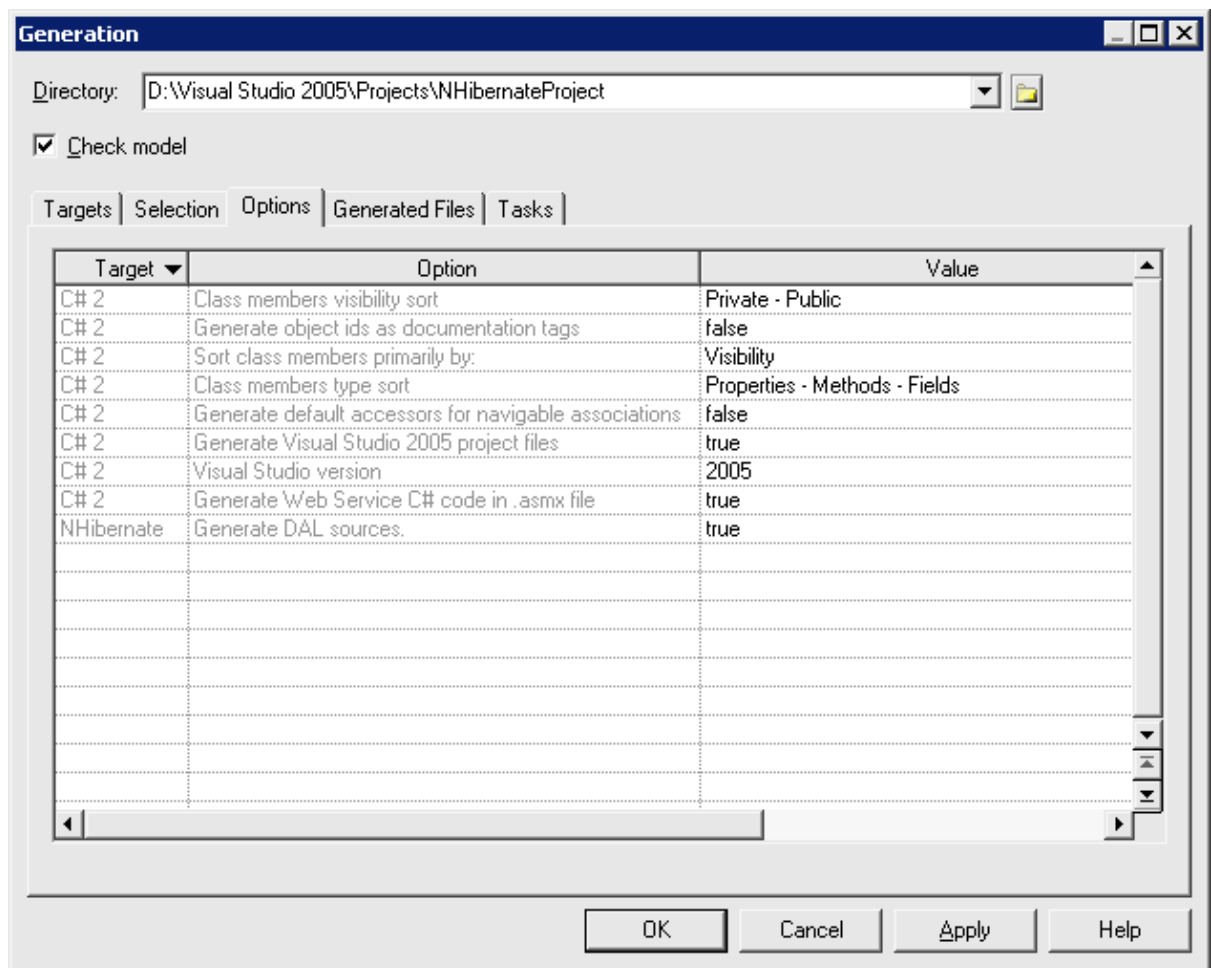 Generation
Directory: D:\Visual Studio 2005\Projects\NHibernateProject
Check model
Targets Selection Options Generated Files Tasks
Target Option Value
C# 2 Class members visibility sort Private - Public
C# 2 Generate object ids as documentation tags false
C# 2 Sort class members primarily by: Visibility
C# 2 Class members type sort Properties - Methods - Fields
C# 2 Generate default accessors for navigable associations false
C# 2 Generate Visual Studio 2005 project files true
C# 2 Visual Studio version 2005
C# 2 Generate Web Service C# code in .asmx file true
NHibernate Generate DAL sources. true
OK Cancel Apply Help